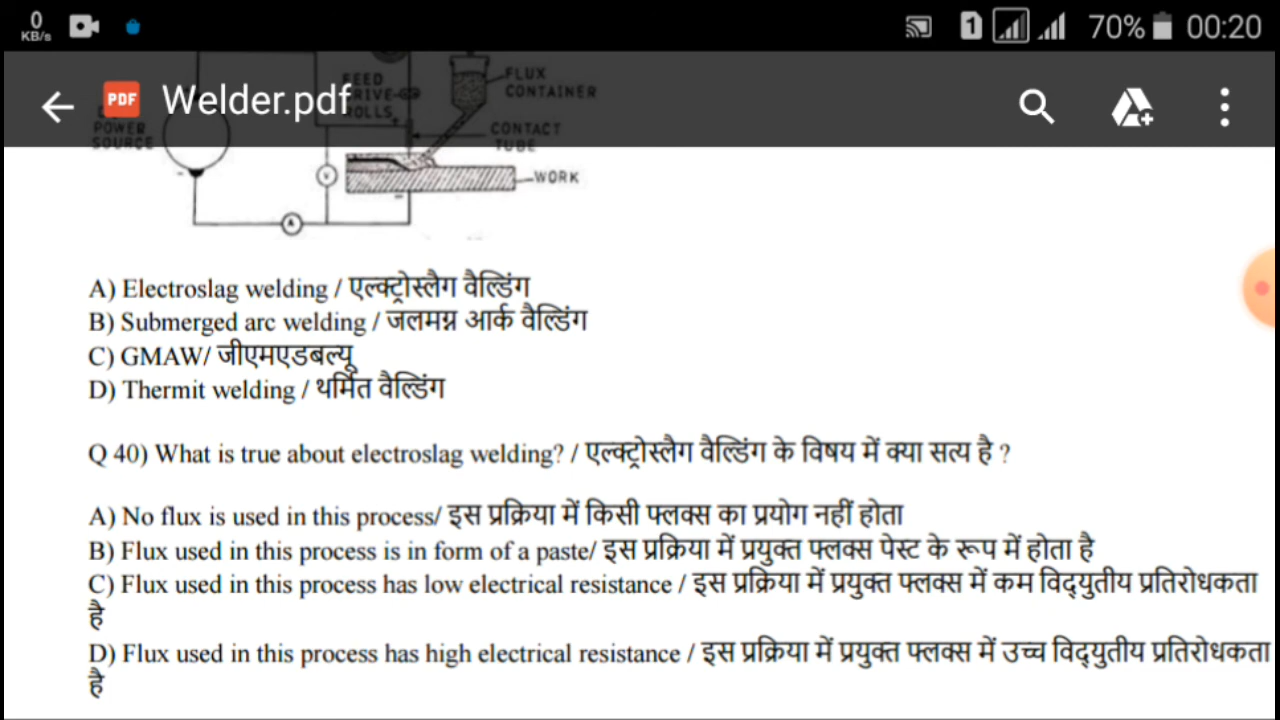 0
KB/s
1
70%
00:20
PDF
Welder.pdf
FEED
DRIVE
ROLLS
FLUX
CONTAINER
POWER
SOURCE
CONTACT
TUBE
V
WORK
A
A) Electroslag welding / एल्क्ट्रोस्लैग वैल्डिंग
B) Submerged arc welding / जलमग्न आर्क वैल्डिंग
C) GMAW/ जीएमएडबल्यू
D) Thermit welding / थर्मित वैल्डिंग
Q 40) What is true about electroslag welding? / एल्क्ट्रोस्लैग वैल्डिंग के विषय में क्या सत्य है ?
A) No flux is used in this process/ इस प्रक्रिया में किसी फ्लक्स का प्रयोग नहीं होता
B) Flux used in this process is in form of a paste/ इस प्रक्रिया में प्रयुक्त फ्लक्स पेस्ट के रूप में होता है
C) Flux used in this process has low electrical resistance / इस प्रक्रिया में प्रयुक्त फ्लक्स में कम विद्युतीय प्रतिरोधकता
है
D) Flux used in this process has high electrical resistance / इस प्रक्रिया में प्रयुक्त फ्लक्स में उच्च विद्युतीय प्रतिरोधकता
है